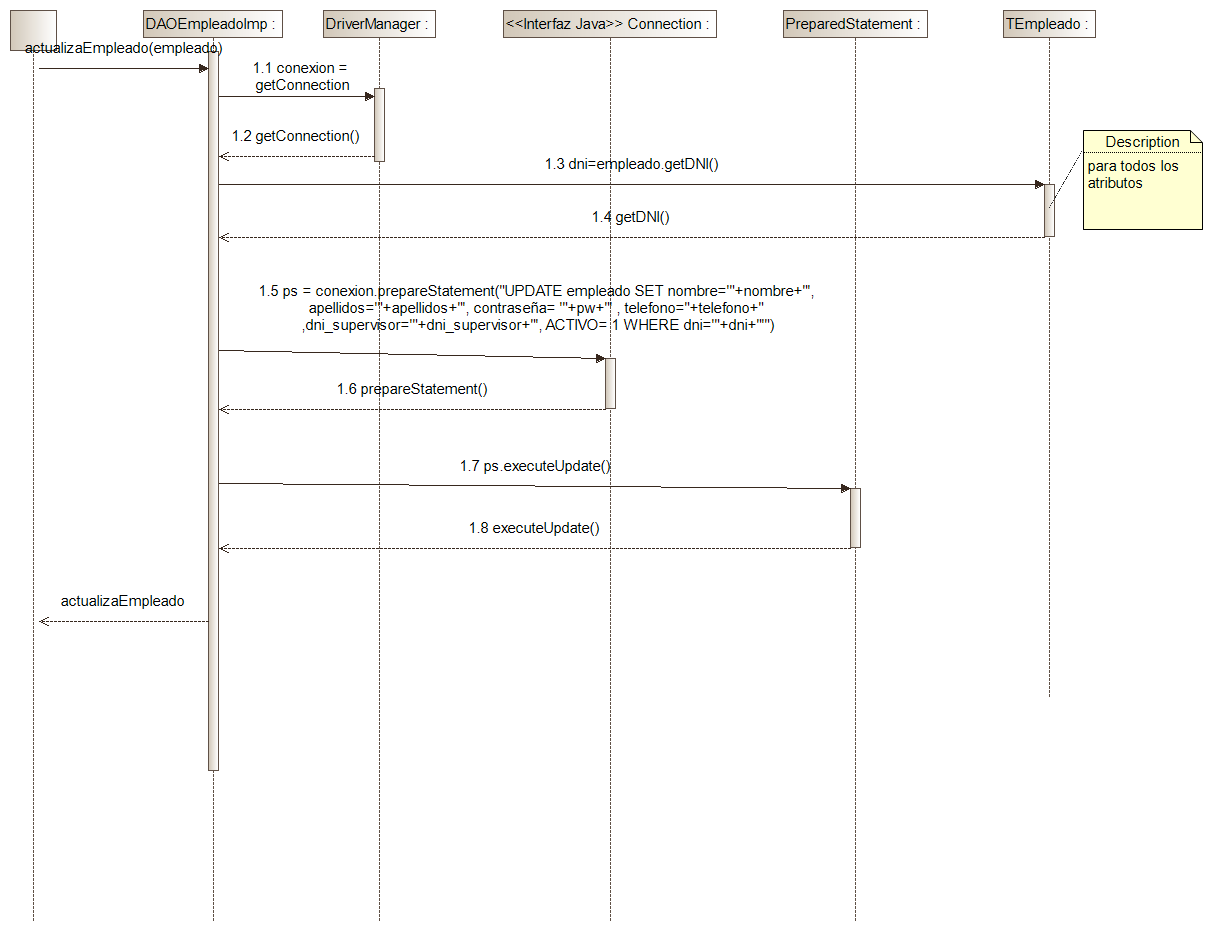 DAOEmpleadoImp :
DriverManager :
<<Interfaz Java>> Connection :
PreparedStatement :
TEmpleado :
actualizaEmpleado(empleado)
1.1 conexion =
getConnection
1.2 getConnection()
1.3 dni=empleado.getDNI()
Description
para todos los
atributos
1.4 getDNI()
1.5 ps = conexion.prepareStatement("UPDATE empleado SET nombre='"+nombre+"',
apellidos='"+apellidos+"', contraseña= '"+pw+"' , telefono="+telefono+"
,dni_supervisor='"+dni_supervisor+"', ACTIVO= 1 WHERE dni='"+dni+"'")
1.6 prepareStatement()
1.7 ps.executeUpdate()
1.8 executeUpdate()
actualizaEmpleado